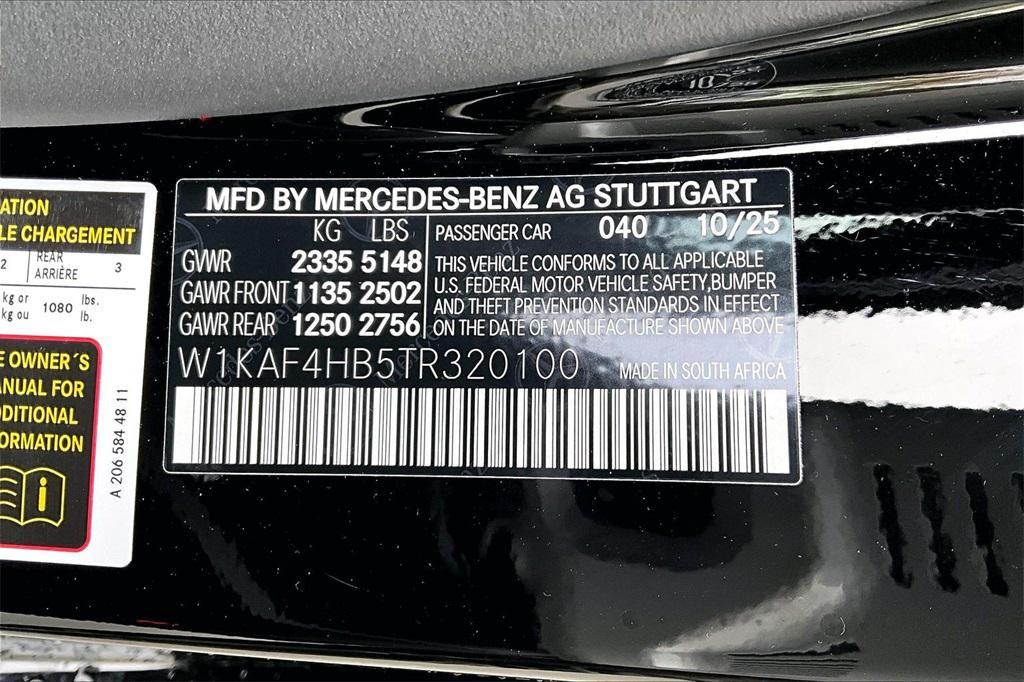 MFD BY MERCEDES-BENZ AG STUTTGART
KG LBS
GVWR 2335 5148
GAWR FRONT 1135 2502
GAWR REAR 1250 2756
PASSENGER CAR 040 10/25
THIS VEHICLE CONFORMS TO ALL APPLICABLE
U.S. FEDERAL MOTOR VEHICLE SAFETY, BUMPER
AND THEFT PREVENTION STANDARDS IN EFFECT
ON THE DATE OF MANUFACTURE SHOWN ABOVE
W1KAF4HB5TR320100
MADE IN SOUTH AFRICA
ATION
LE CHARGEMENT
2 REAR 3
ARRIÈRE
kg or 1080 lbs.
kg ou lb.
E OWNER´S
ANUAL FOR
DDITIONAL
FORMATION
i
A 206 584 48 11